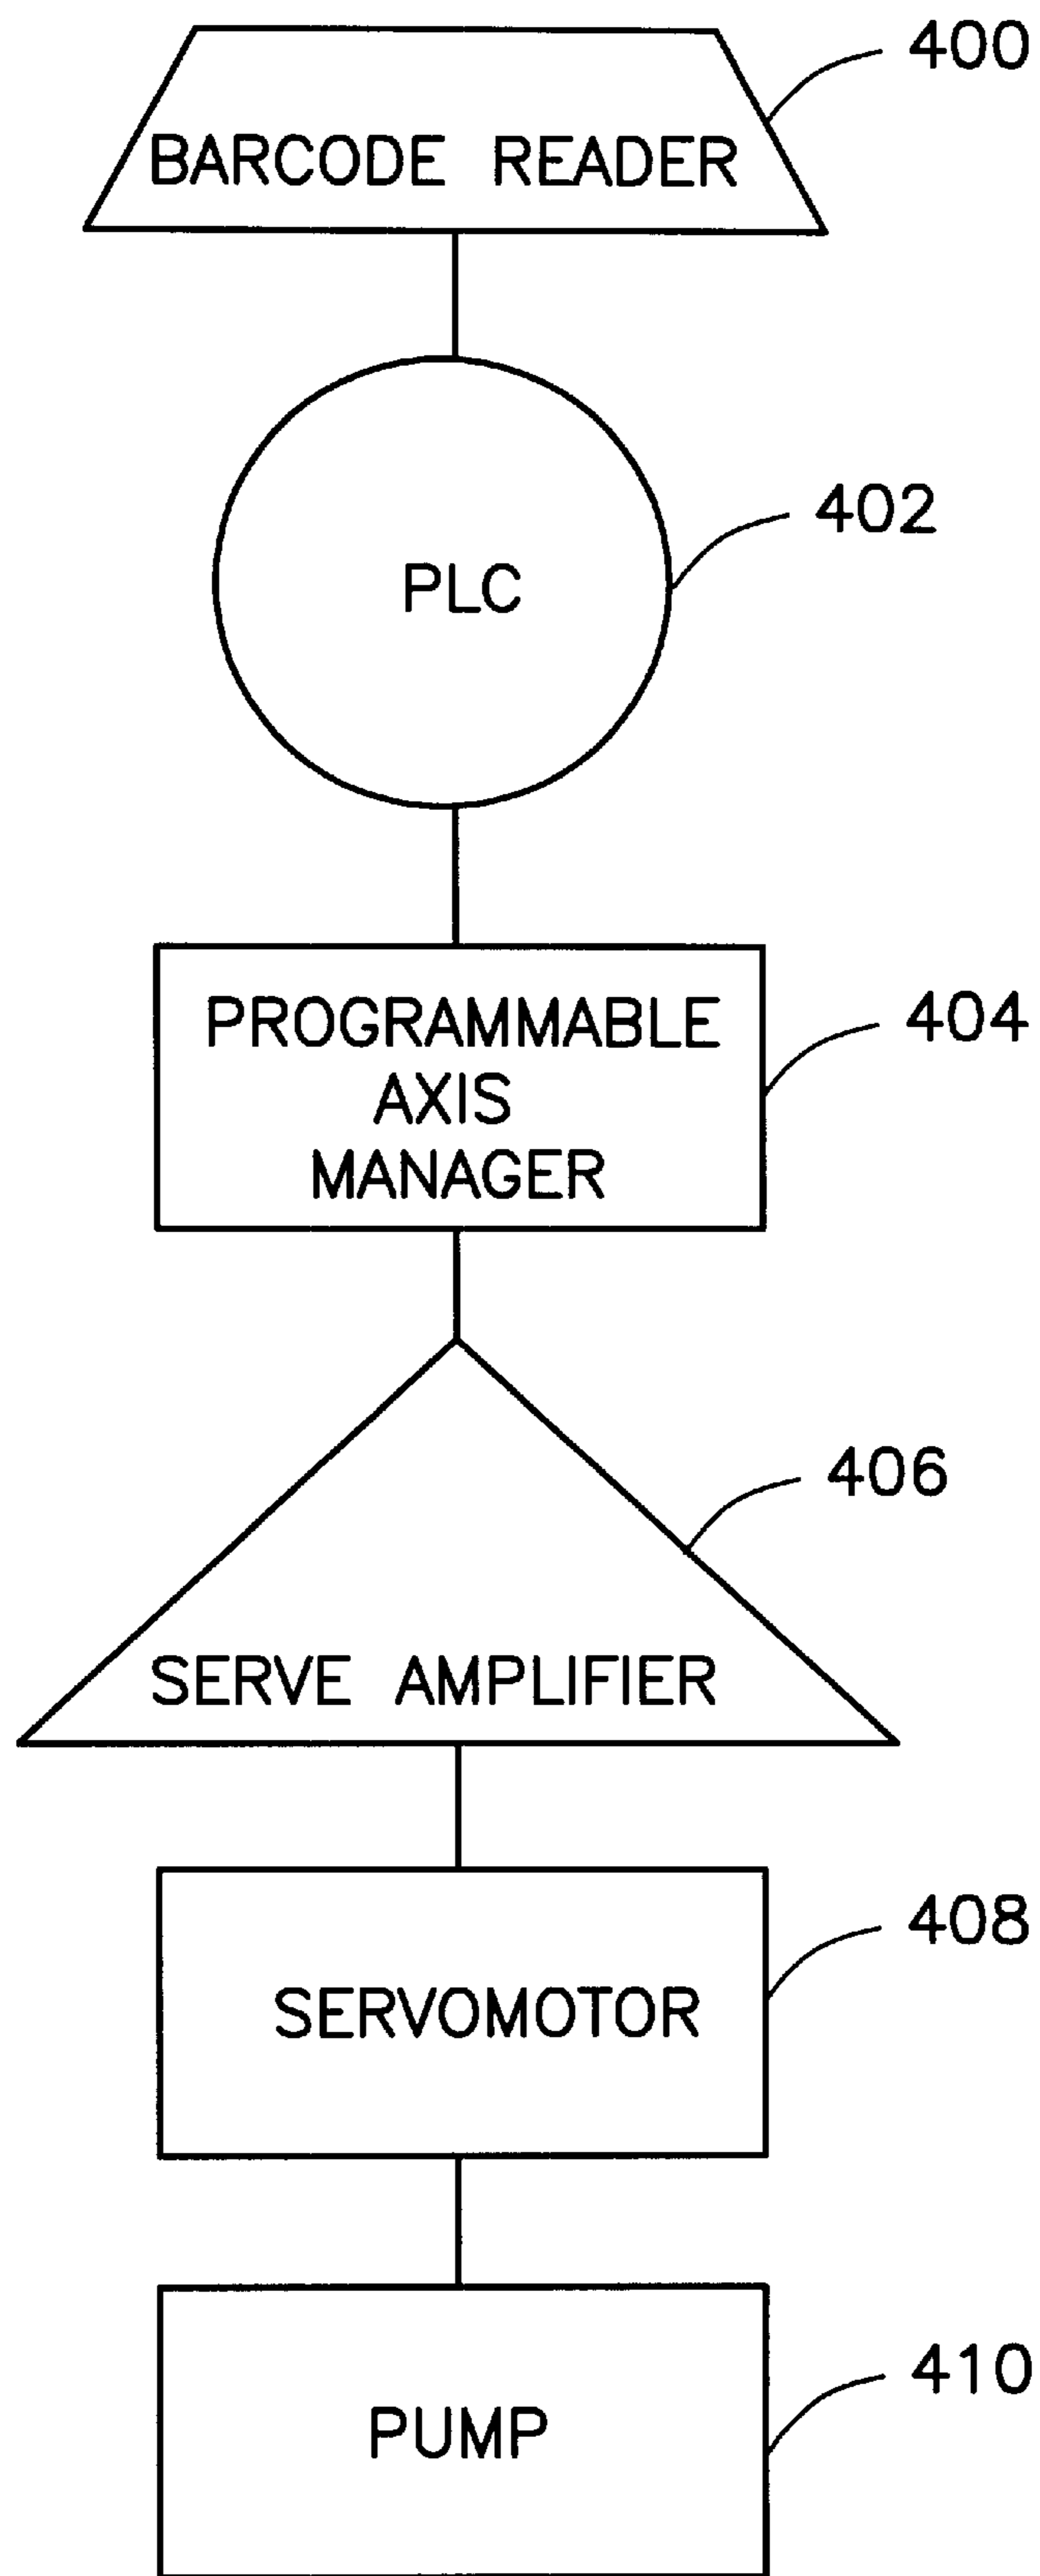 400
BARCODE READER
402
PLC
404
PROGRAMMABLE
AXIS
MANAGER
406
SERVE AMPLIFIER
408
SERVOMOTOR
410
PUMP